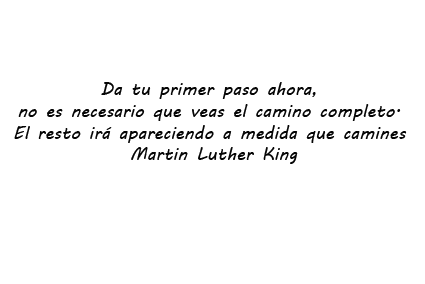 Da tu primer paso ahora,
no es necesario que veas el camino completo.
El resto irá apareciendo a medida que camines
Martin Luther King